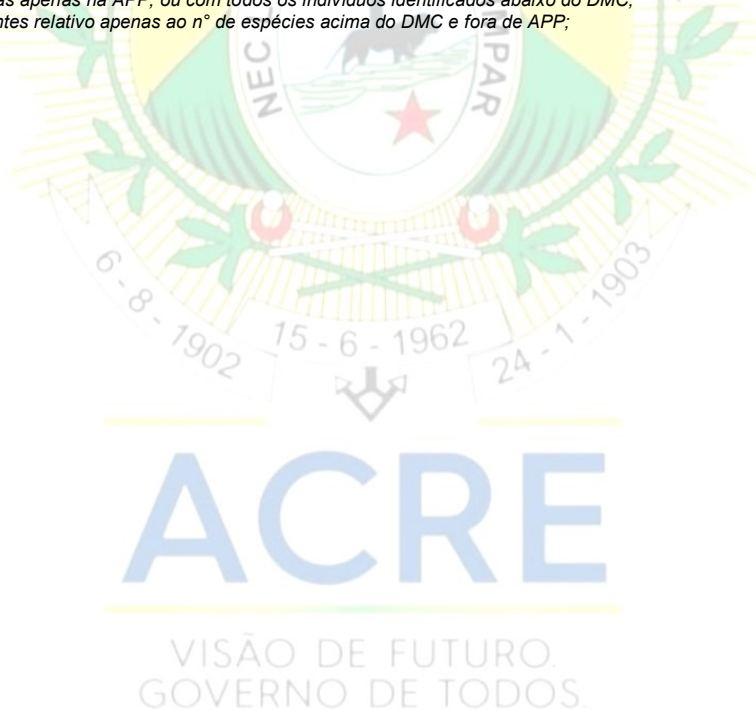 as apenas na APP, ou com todos os indivíduos identificados abaixo do DMC;
ntes relativo apenas ao n° de espécies acima do DMC e fora de APP;
NEC
MPAR
6 - 8 - 1902
15 - 6 - 1962
24 - 1 - 1903
ACRE
VISÃO DE FUTURO.
GOVERNO DE TODOS.